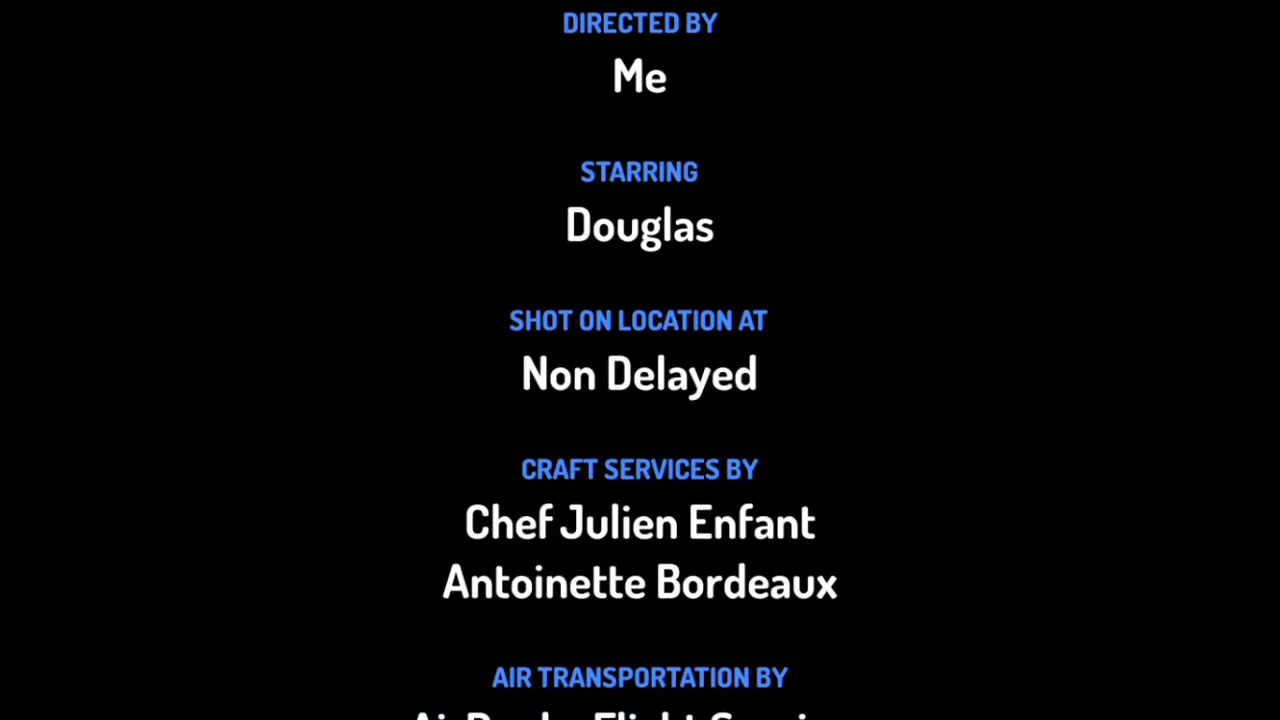 DIRECTED BY
Me
STARRING
Douglas
SHOT ON LOCATION AT
Non Delayed
CRAFT SERVICES BY
Chef Julien Enfant
Antoinette Bordeaux
AIR TRANSPORTATION BY